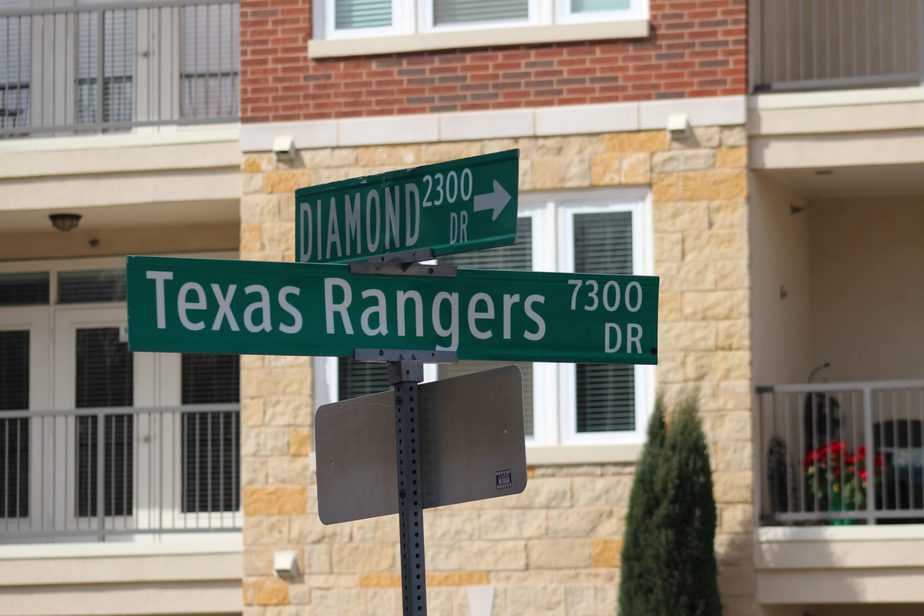 DIAMOND 2300 DR
Texas Rangers 7300 DR